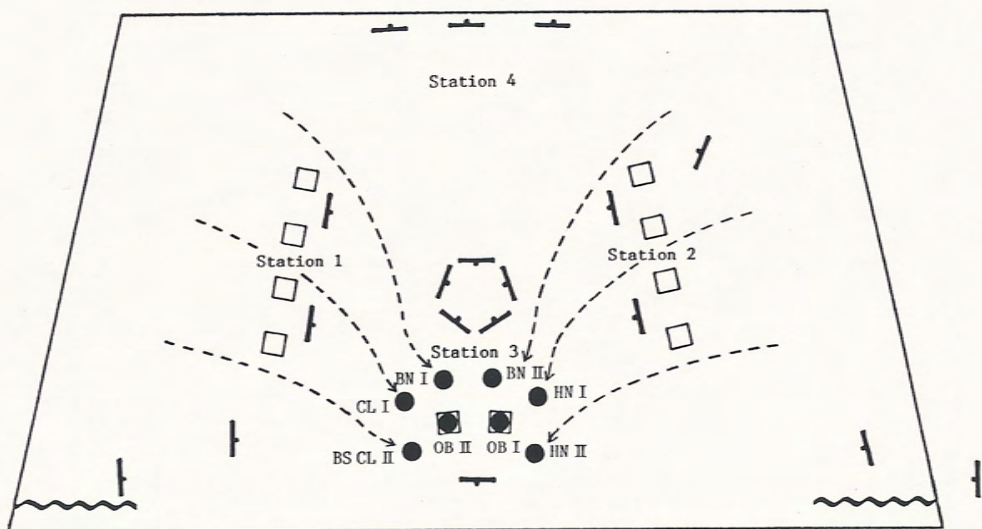 Station 4
Station 1
Station 2
Station 3
BN I
BN II
CL I
HN I
BS CL II
OB II
OB I
HN II